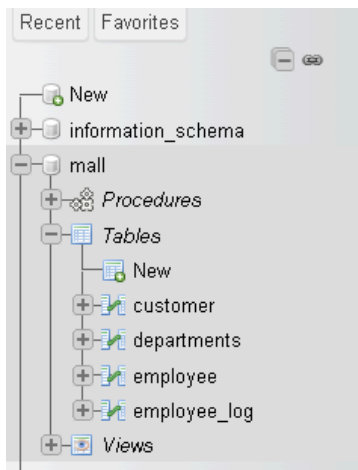 Recent Favorites
New
information_schema
mall
Procedures
Tables
New
customer
departments
employee
employee_log
Views